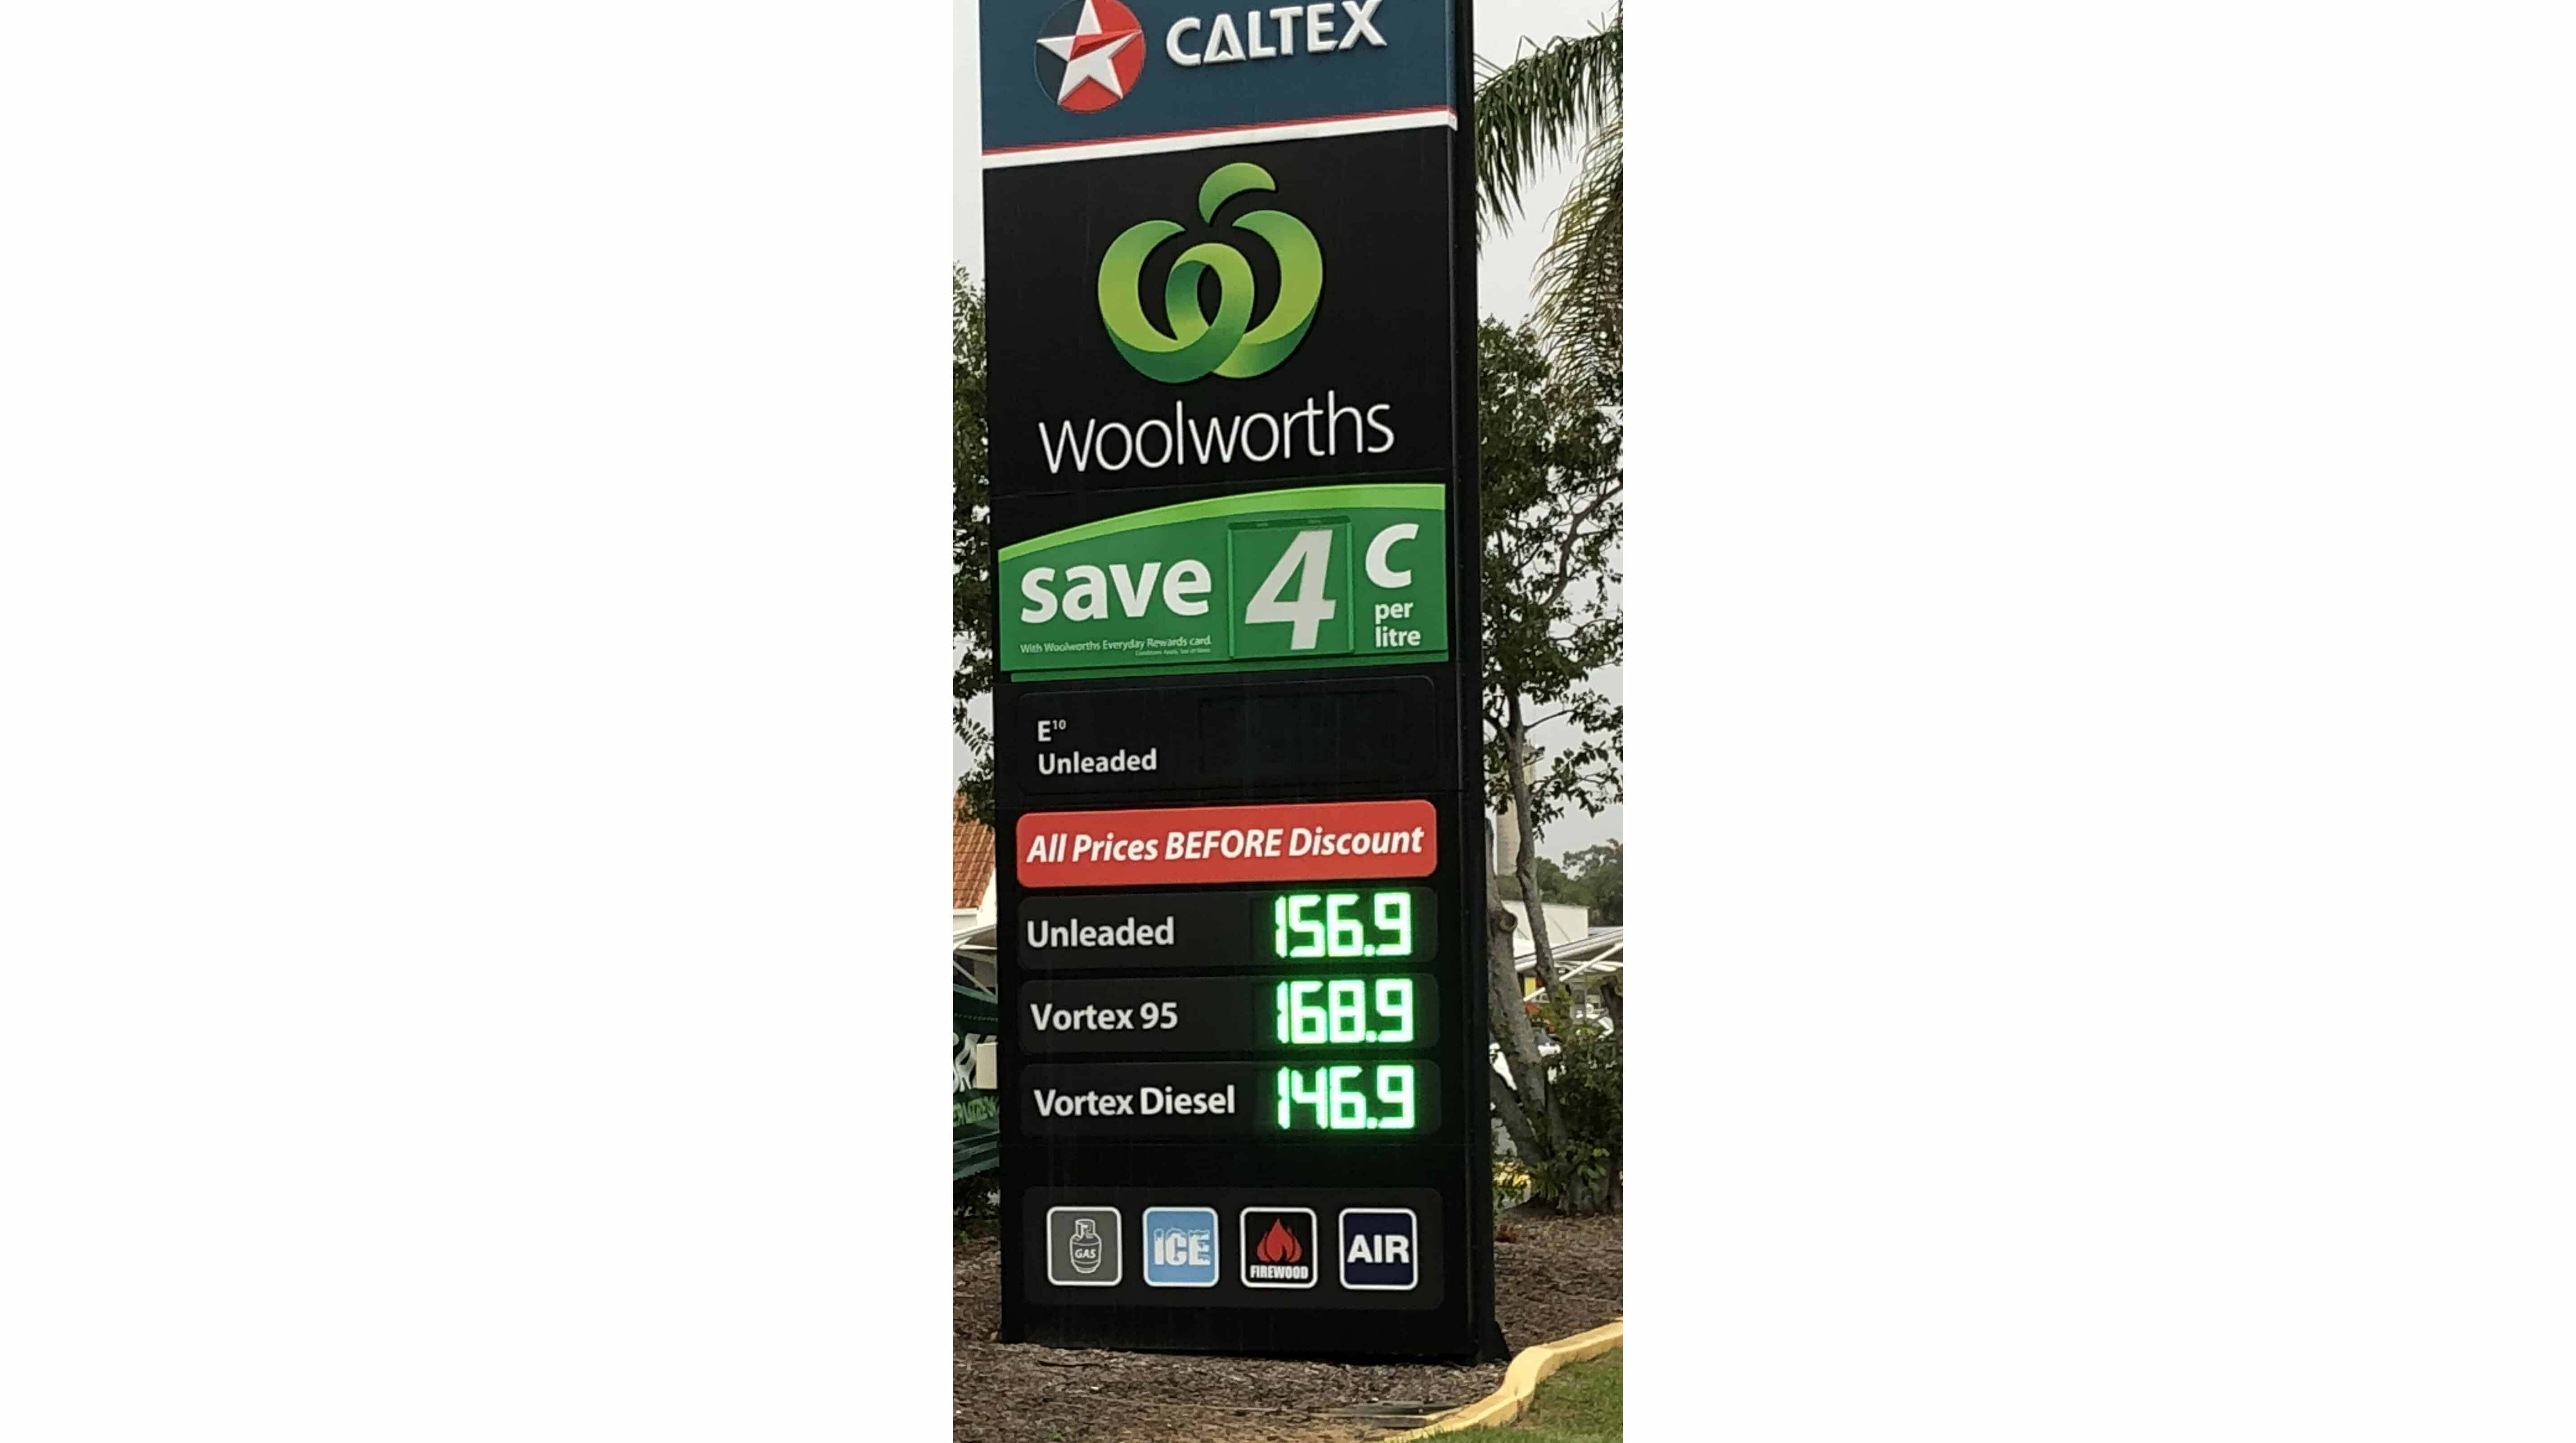 CALTEX
Woolworths
save 4 c
per
litre
With Woolworths Everyday Rewards card.
E¹⁰
Unleaded
All Prices BEFORE Discount
Unleaded 156.9
Vortex 95 168.9
Vortex Diesel 146.9
GAS ICE FIREWOOD AIR